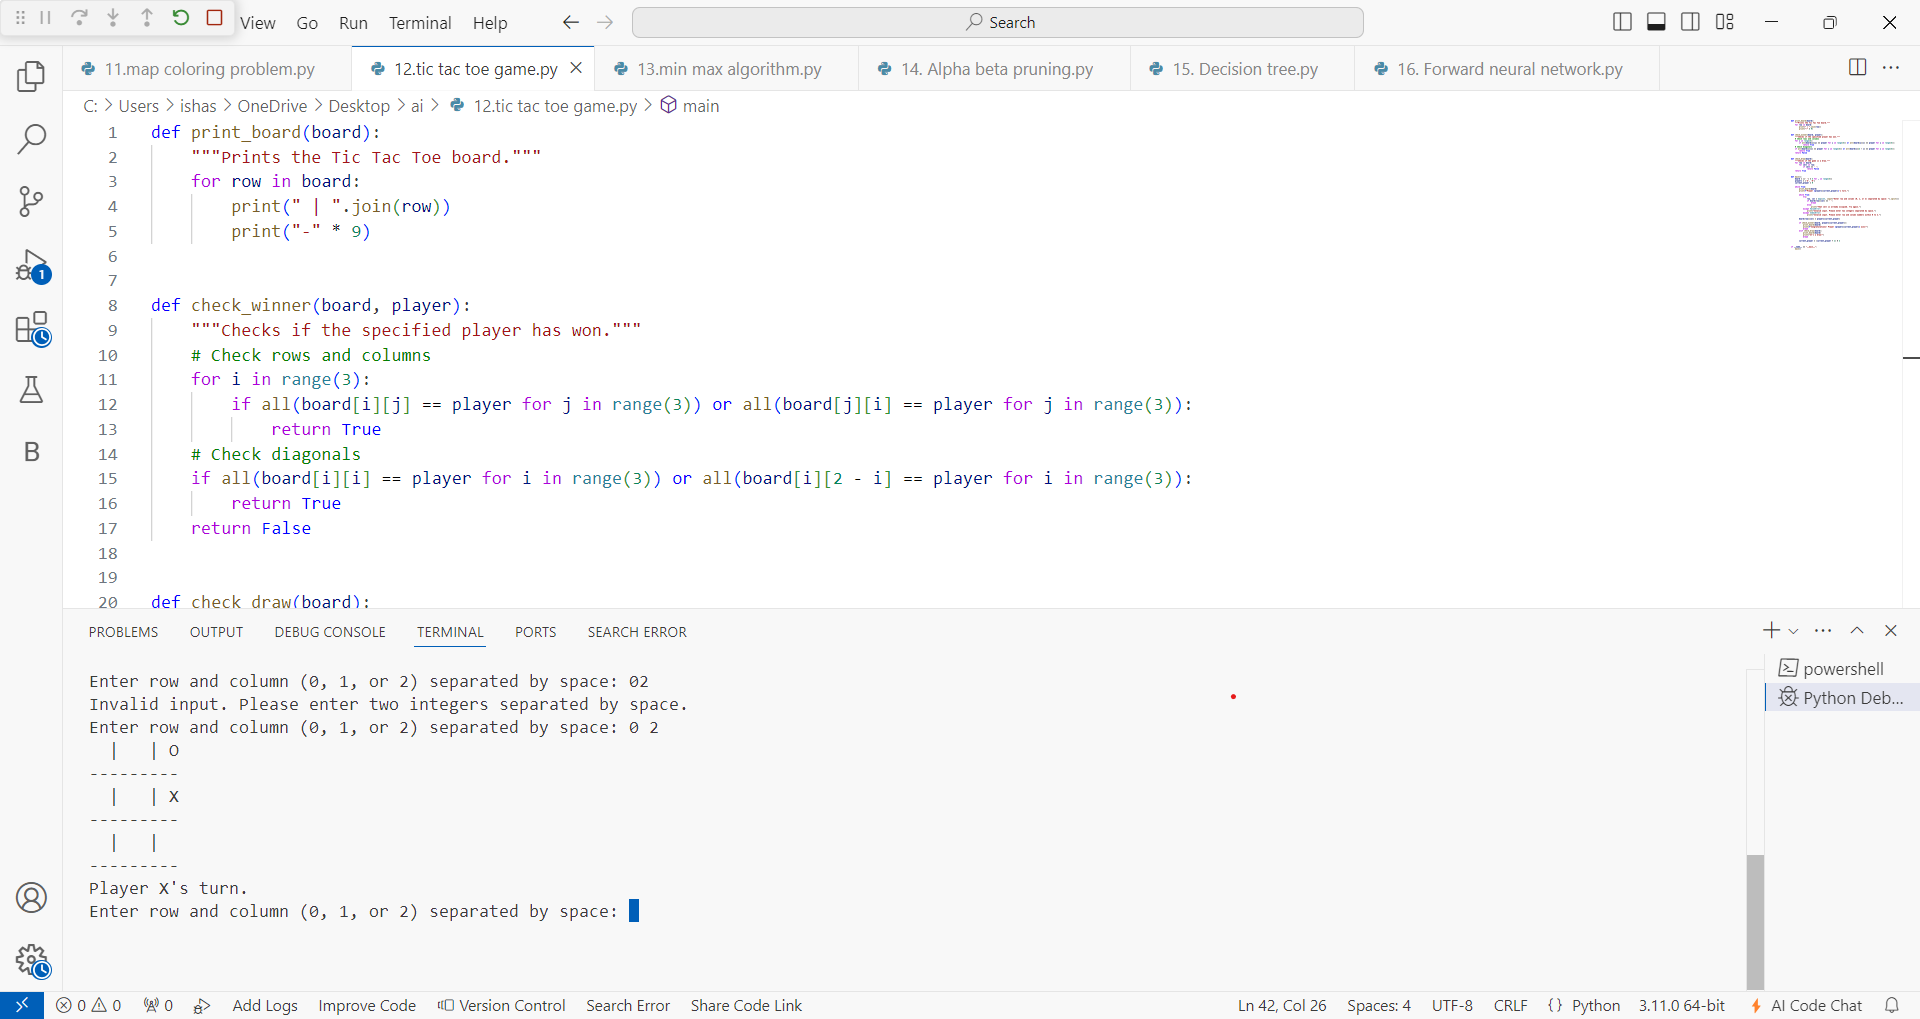 View Go Run Terminal Help Search
11.map coloring problem.py 12.tic tac toe game.py 13.min max algorithm.py 14. Alpha beta pruning.py 15. Decision tree.py 16. Forward neural network.py
C: > Users > ishas > OneDrive > Desktop > ai > 12.tic tac toe game.py > main
1 def print_board(board):
2 """Prints the Tic Tac Toe board."""
3 for row in board:
4 print(" | ".join(row))
5 print("-" * 9)
6
7
8 def check_winner(board, player):
9 """Checks if the specified player has won."""
10 # Check rows and columns
11 for i in range(3):
12 if all(board[i][j] == player for j in range(3)) or all(board[j][i] == player for j in range(3)):
13 return True
14 # Check diagonals
15 if all(board[i][i] == player for i in range(3)) or all(board[i][2 - i] == player for i in range(3)):
16 return True
17 return False
18
19
20 def check_draw(board):
1
B
PROBLEMS OUTPUT DEBUG CONSOLE TERMINAL PORTS SEARCH ERROR
powershell
Python Deb...
Enter row and column (0, 1, or 2) separated by space: 02
Invalid input. Please enter two integers separated by space.
Enter row and column (0, 1, or 2) separated by space: 0 2
| | O
---------
| | X
---------
| |
---------
Player X's turn.
Enter row and column (0, 1, or 2) separated by space:
0 0 0 Add Logs Improve Code Version Control Search Error Share Code Link Ln 42, Col 26 Spaces: 4 UTF-8 CRLF {} Python 3.11.0 64-bit AI Code Chat